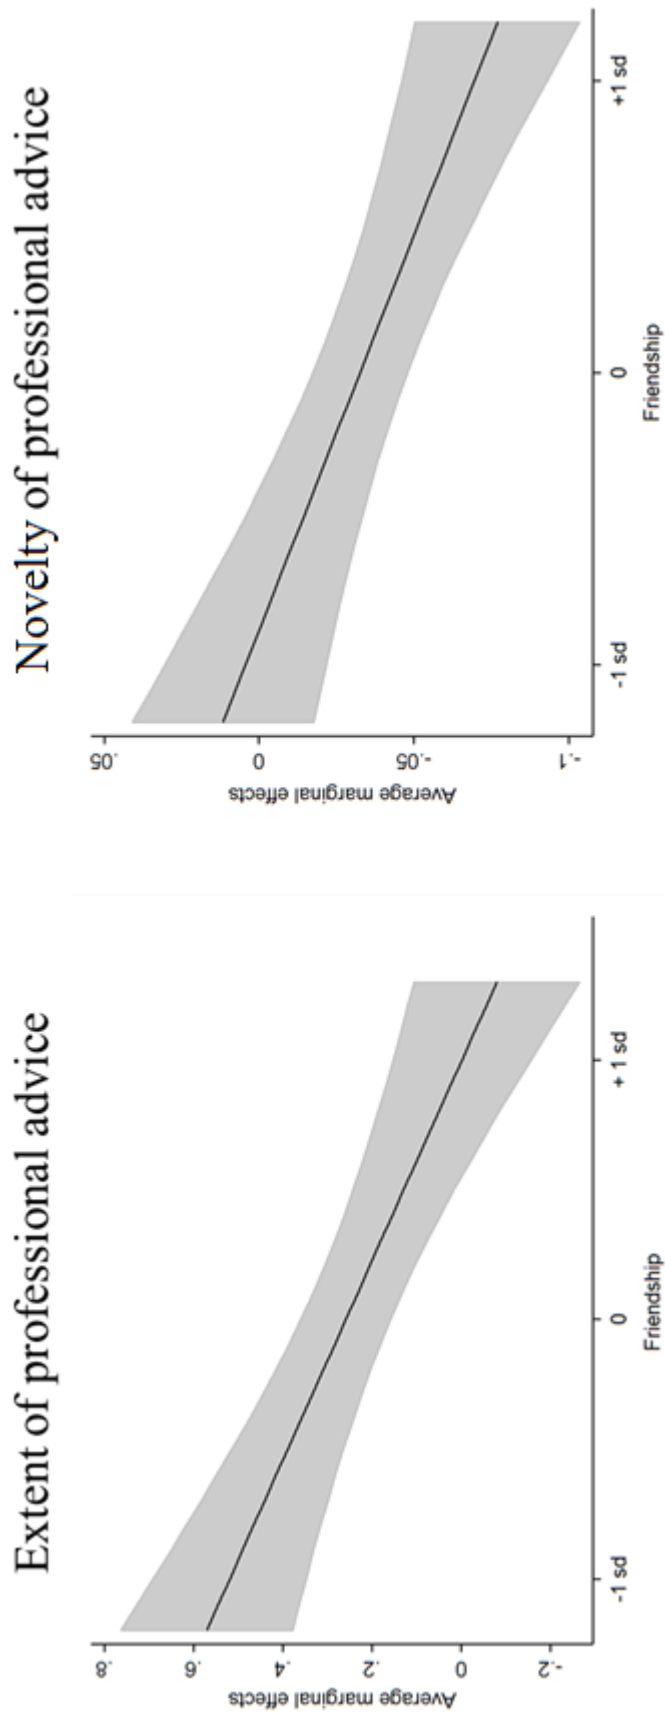 Extent of professional advice
Average marginal effects
.8
.6
.4
.2
0
-.2
-1 sd
0
+1 sd
Friendship
Novelty of professional advice
Average marginal effects
.05
0
-.05
-.1
-1 sd
0
+1 sd
Friendship